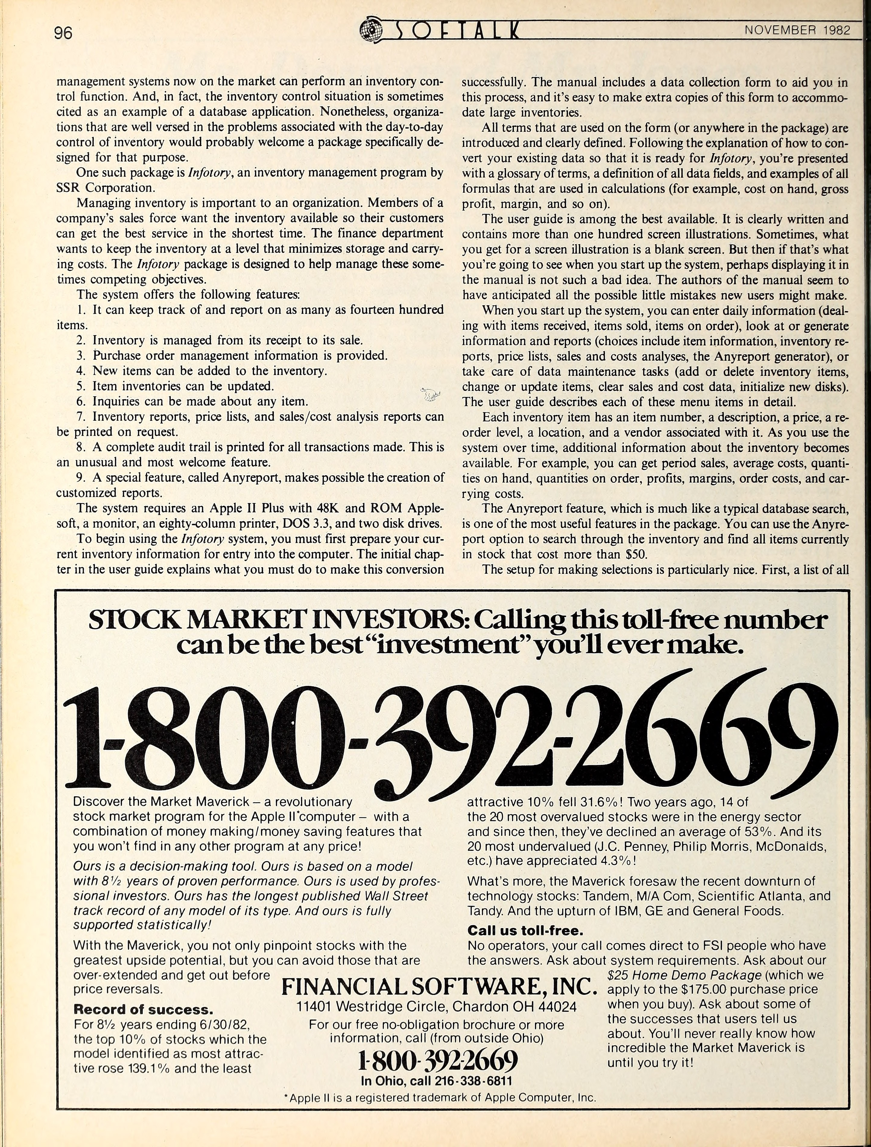 96
SOFTALK
NOVEMBER 1982
management systems now on the market can perform an inventory con-
trol function. And, in fact, the inventory control situation is sometimes
cited as an example of a database application. Nonetheless, organiza-
tions that are well versed in the problems associated with the day-to-day
control of inventory would probably welcome a package specifically de-
signed for that purpose.
One such package is Infotory, an inventory management program by
SSR Corporation.
Managing inventory is important to an organization. Members of a
company's sales force want the inventory available so their customers
can get the best service in the shortest time. The finance department
wants to keep the inventory at a level that minimizes storage and carry-
ing costs. The Infotory package is designed to help manage these some-
times competing objectives.
The system offers the following features:
1. It can keep track of and report on as many as fourteen hundred
items.
2. Inventory is managed from its receipt to its sale.
3. Purchase order management information is provided.
4. New items can be added to the inventory.
5. Item inventories can be updated.
6. Inquiries can be made about any item.
7. Inventory reports, price lists, and sales/cost analysis reports can
be printed on request.
8. A complete audit trail is printed for all transactions made. This is
an unusual and most welcome feature.
9. A special feature, called Anyreport, makes possible the creation of
customized reports.
The system requires an Apple II Plus with 48K and ROM Apple-
soft, a monitor, an eighty-column printer, DOS 3.3, and two disk drives.
To begin using the Infotory system, you must first prepare your cur-
rent inventory information for entry into the computer. The initial chap-
ter in the user guide explains what you must do to make this conversion
successfully. The manual includes a data collection form to aid you in
this process, and it's easy to make extra copies of this form to accommo-
date large inventories.
All terms that are used on the form (or anywhere in the package) are
introduced and clearly defined. Following the explanation of how to con-
vert your existing data so that it is ready for Infotory, you're presented
with a glossary of terms, a definition of all data fields, and examples of all
formulas that are used in calculations (for example, cost on hand, gross
profit, margin, and so on).
The user guide is among the best available. It is clearly written and
contains more than one hundred screen illustrations. Sometimes, what
you get for a screen illustration is a blank screen. But then if that's what
you're going to see when you start up the system, perhaps displaying it in
the manual is not such a bad idea. The authors of the manual seem to
have anticipated all the possible little mistakes new users might make.
When you start up the system, you can enter daily information (deal-
ing with items received, items sold, items on order), look at or generate
information and reports (choices include item information, inventory re-
ports, price lists, sales and costs analyses, the Anyreport generator), or
take care of data maintenance tasks (add or delete inventory items,
change or update items, clear sales and cost data, initialize new disks).
The user guide describes each of these menu items in detail.
Each inventory item has an item number, a description, a price, a re-
order level, a location, and a vendor associated with it. As you use the
system over time, additional information about the inventory becomes
available. For example, you can get period sales, average costs, quanti-
ties on hand, quantities on order, profits, margins, order costs, and car-
rying costs.
The Anyreport feature, which is much like a typical database search,
is one of the most useful features in the package. You can use the Anyre-
port option to search through the inventory and find all items currently
in stock that cost more than $50.
The setup for making selections is particularly nice. First, a list of all
STOCK MARKET INVESTORS: Calling this toll-free number
can be the best "investment" you'll ever make.
1-800-392-2669
Discover the Market Maverick – a revolutionary
stock market program for the Apple II* computer – with a
combination of money making/money saving features that
you won't find in any other program at any price!
Ours is a decision-making tool. Ours is based on a model
with 8½ years of proven performance. Ours is used by profes-
sional investors. Ours has the longest published Wall Street
track record of any model of its type. And ours is fully
supported statistically!
With the Maverick, you not only pinpoint stocks with the
greatest upside potential, but you can avoid those that are
over-extended and get out before
price reversals.
Record of success.
For 8½ years ending 6/30/82,
the top 10% of stocks which the
model identified as most attrac-
tive rose 139.1% and the least
attractive 10% fell 31.6%! Two years ago, 14 of
the 20 most overvalued stocks were in the energy sector
and since then, they've declined an average of 53%. And its
20 most undervalued (J.C. Penney, Philip Morris, McDonalds,
etc.) have appreciated 4.3%!
What's more, the Maverick foresaw the recent downturn of
technology stocks: Tandem, M/A Com, Scientific Atlanta, and
Tandy. And the upturn of IBM, GE and General Foods.
Call us toll-free.
No operators, your call comes direct to FSI people who have
the answers. Ask about system requirements. Ask about our
$25 Home Demo Package (which we
apply to the $175.00 purchase price
when you buy). Ask about some of
the successes that users tell us
about. You'll never really know how
incredible the Market Maverick is
until you try it!
FINANCIAL SOFTWARE, INC.
11401 Westridge Circle, Chardon OH 44024
For our free no-obligation brochure or more
information, call (from outside Ohio)
1-800-392-2669
In Ohio, call 216-338-6811
*Apple II is a registered trademark of Apple Computer, Inc.